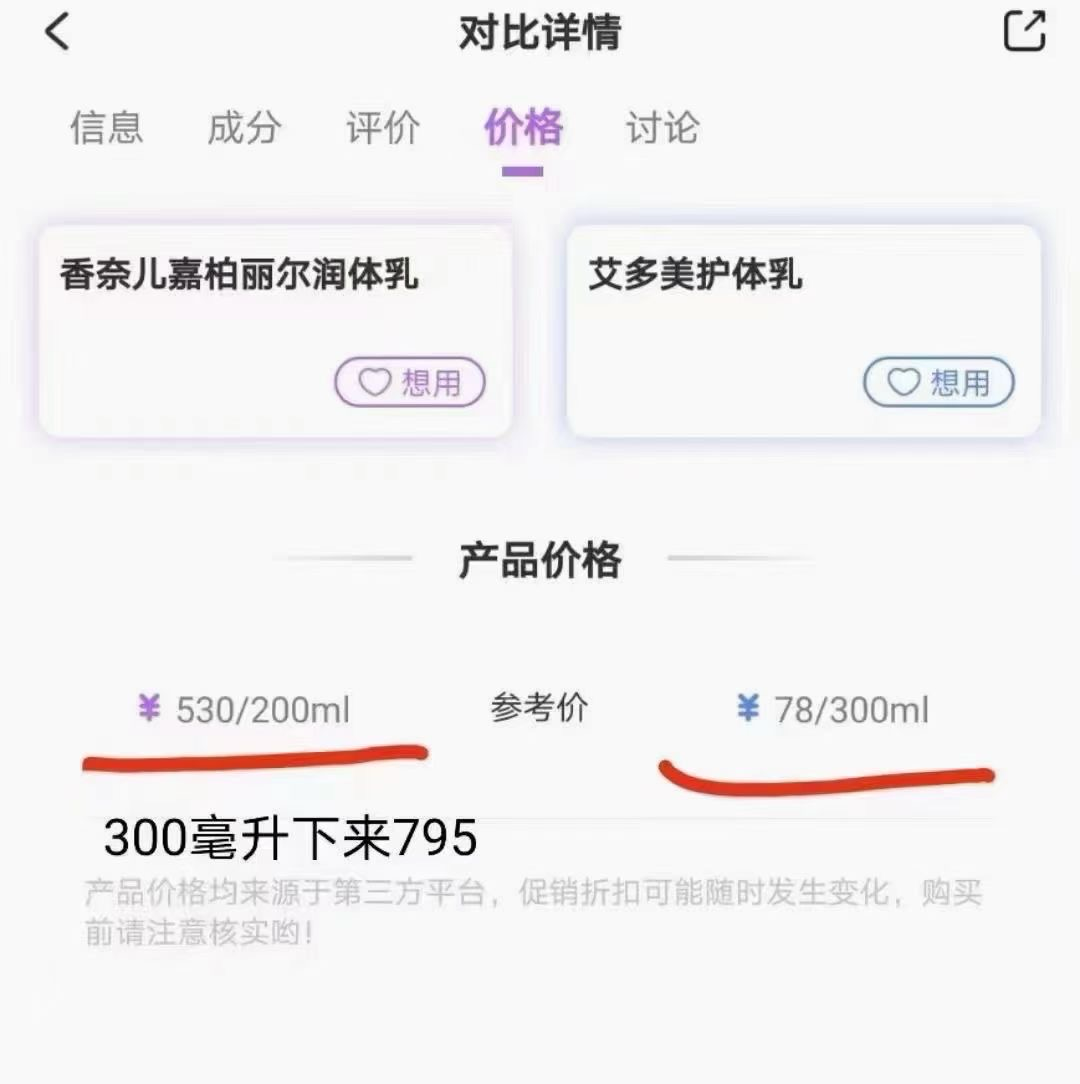 对比详情
信息 成分 评价 价格 讨论
香奈儿嘉柏丽尔润体乳
想用
艾多美护体乳
想用
产品价格
¥ 530/200ml 参考价 ¥ 78/300ml
300毫升下来795
产品价格均来源于第三方平台，促销折扣可能随时发生变化，购买
前请注意核实哟！